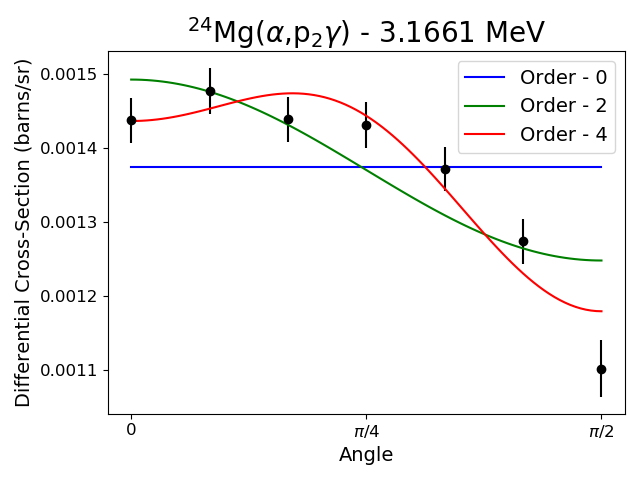 ²⁴Mg(α,p₂γ) - 3.1661 MeV
Differential Cross-Section (barns/sr)
0.0015
0.0014
0.0013
0.0012
0.0011
Order - 0
Order - 2
Order - 4
0
π/4
π/2
Angle